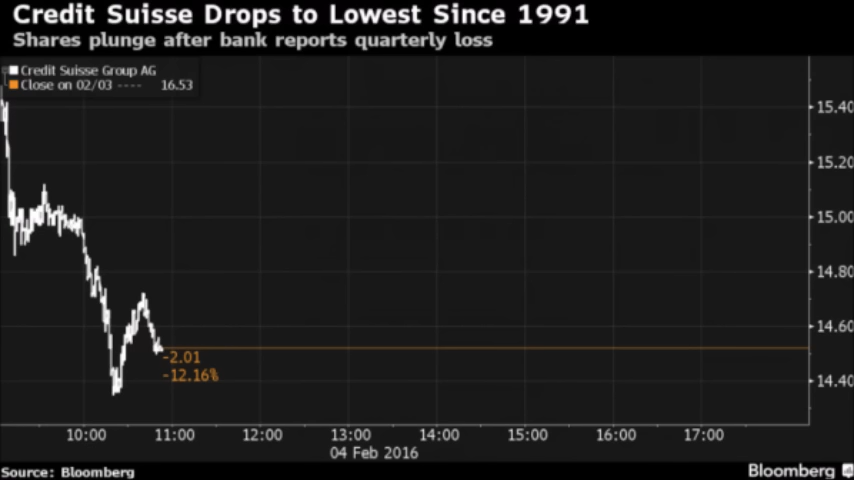 Credit Suisse Drops to Lowest Since 1991
Shares plunge after bank reports quarterly loss
Credit Suisse Group AG
Close on 02/03 ---- 16.53
15.40
15.20
15.00
14.80
14.60
14.40
-2.01
-12.16%
10:00 11:00 12:00 13:00 14:00 15:00 16:00 17:00
04 Feb 2016
Source: Bloomberg
Bloomberg